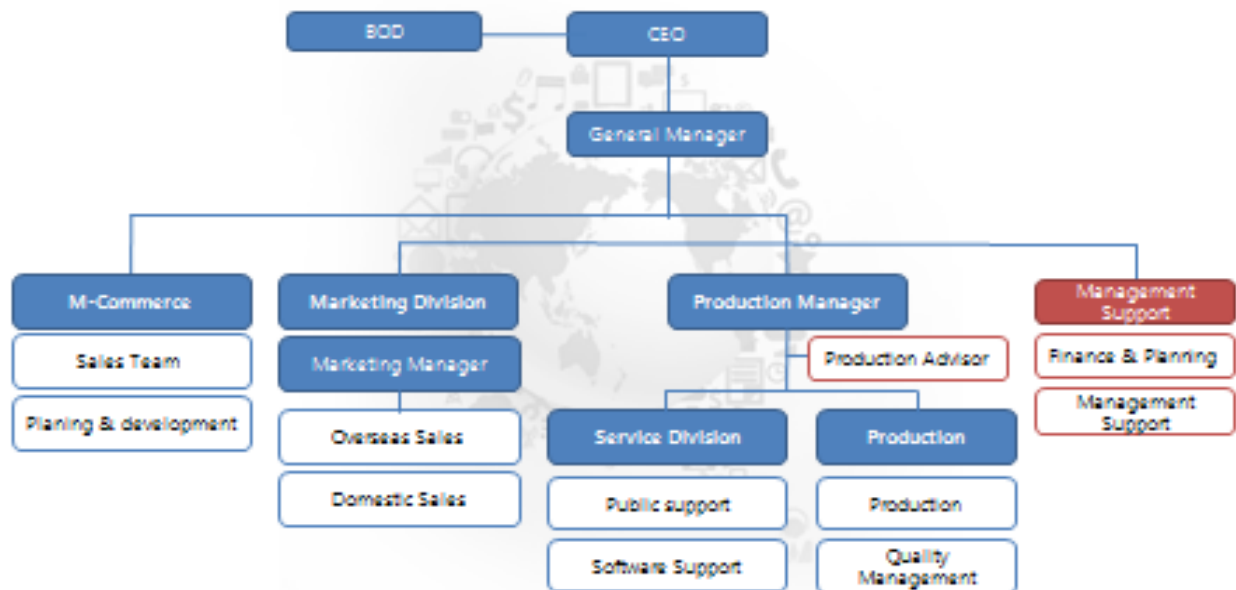 BOD
CEO
General Manager
M-Commerce
Sales Team
Planing & development
Marketing Division
Marketing Manager
Overseas Sales
Domestic Sales
Production Manager
Production Advisor
Service Division
Public support
Software Support
Production
Production
Quality
Management
Management
Support
Finance & Planning
Management
Support